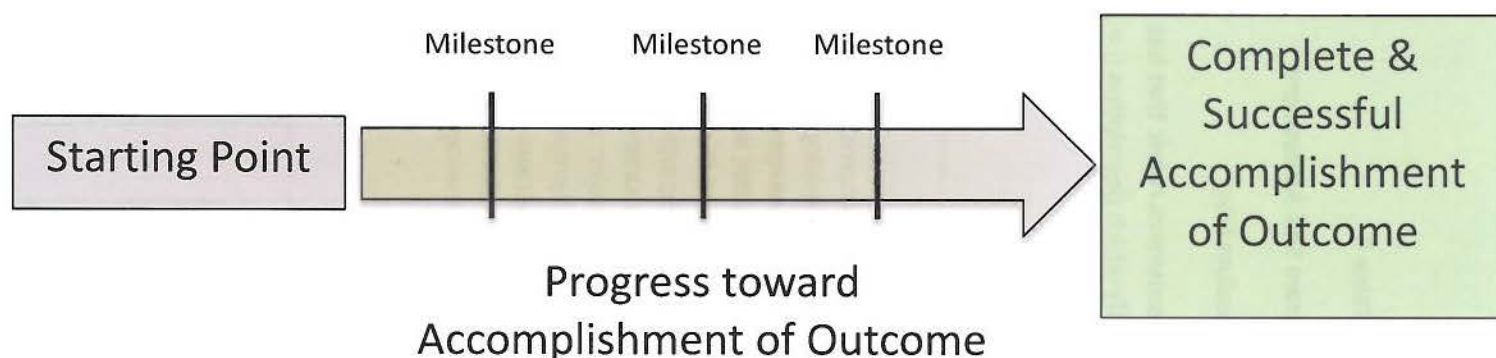 Milestone Milestone Milestone
Starting Point
Complete &
Successful
Accomplishment
of Outcome
Progress toward
Accomplishment of Outcome